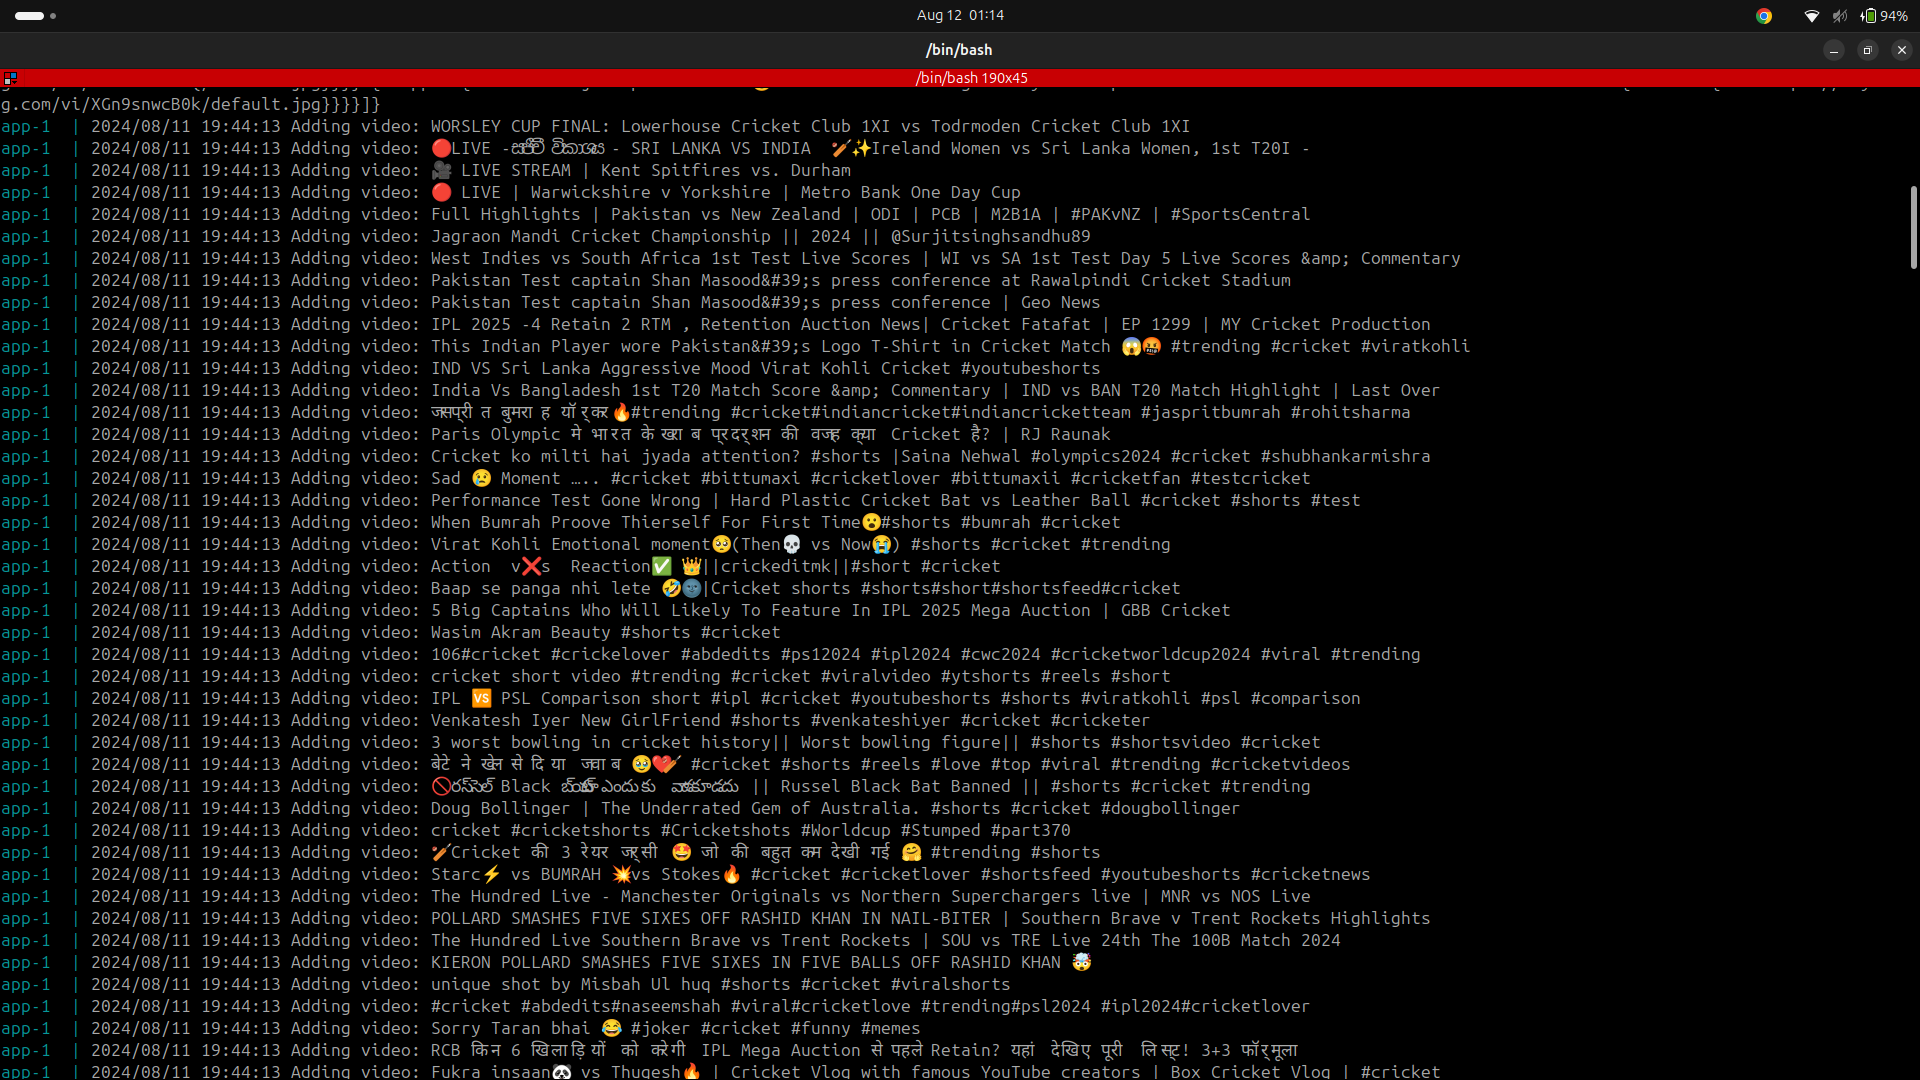 Aug 12 01:14
94%
/bin/bash
/bin/bash 190x45
g.com/vi/XGn9snwcB0k/default.jpg}}}}]}
app-1 | 2024/08/11 19:44:13 Adding video: WORSLEY CUP FINAL: Lowerhouse Cricket Club 1XI vs Todrmoden Cricket Club 1XI
app-1 | 2024/08/11 19:44:13 Adding video: 🔴LIVE - - SRI LANKA VS INDIA 🏏✨Ireland Women vs Sri Lanka Women, 1st T20I -
app-1 | 2024/08/11 19:44:13 Adding video: 🎥 LIVE STREAM | Kent Spitfires vs. Durham
app-1 | 2024/08/11 19:44:13 Adding video: 🔴 LIVE | Warwickshire v Yorkshire | Metro Bank One Day Cup
app-1 | 2024/08/11 19:44:13 Adding video: Full Highlights | Pakistan vs New Zealand | ODI | PCB | M2B1A | #PAKvNZ | #SportsCentral
app-1 | 2024/08/11 19:44:13 Adding video: Jagraon Mandi Cricket Championship || 2024 || @Surjitsinghsandhu89
app-1 | 2024/08/11 19:44:13 Adding video: West Indies vs South Africa 1st Test Live Scores | WI vs SA 1st Test Day 5 Live Scores &amp; Commentary
app-1 | 2024/08/11 19:44:13 Adding video: Pakistan Test captain Shan Masood&#39;s press conference at Rawalpindi Cricket Stadium
app-1 | 2024/08/11 19:44:13 Adding video: Pakistan Test captain Shan Masood&#39;s press conference | Geo News
app-1 | 2024/08/11 19:44:13 Adding video: IPL 2025 -4 Retain 2 RTM , Retention Auction News| Cricket Fatafat | EP 1299 | MY Cricket Production
app-1 | 2024/08/11 19:44:13 Adding video: This Indian Player wore Pakistan&#39;s Logo T-Shirt in Cricket Match 😱🤬 #trending #cricket #viratkohli
app-1 | 2024/08/11 19:44:13 Adding video: IND VS Sri Lanka Aggressive Mood Virat Kohli Cricket #youtubeshorts
app-1 | 2024/08/11 19:44:13 Adding video: India Vs Bangladesh 1st T20 Match Score &amp; Commentary | IND vs BAN T20 Match Highlight | Last Over
app-1 | 2024/08/11 19:44:13 Adding video: जसप्रीत बुमराह यॉर्कर🔥#trending #cricket#indiancricket#indiancricketteam #jaspritbumrah #rohitsharma
app-1 | 2024/08/11 19:44:13 Adding video: Paris Olympic मे भारत के खराब प्रदर्शन की वजह क्या Cricket है? | RJ Raunak
app-1 | 2024/08/11 19:44:13 Adding video: Cricket ko milti hai jyada attention? #shorts |Saina Nehwal #olympics2024 #cricket #shubhankarmishra
app-1 | 2024/08/11 19:44:13 Adding video: Sad 😢 Moment ….. #cricket #bittumaxi #cricketlover #bittumaxii #cricketfan #testcricket
app-1 | 2024/08/11 19:44:13 Adding video: Performance Test Gone Wrong | Hard Plastic Cricket Bat vs Leather Ball #cricket #shorts #test
app-1 | 2024/08/11 19:44:13 Adding video: When Bumrah Proove Thierself For First Time😮#shorts #bumrah #cricket
app-1 | 2024/08/11 19:44:13 Adding video: Virat Kohli Emotional moment🥺(Then💀 vs Now😭) #shorts #cricket #trending
app-1 | 2024/08/11 19:44:13 Adding video: Action v❌s Reaction✅ 👑||crickeditmk||#short #cricket
app-1 | 2024/08/11 19:44:13 Adding video: Baap se panga nhi lete 🤣🌚|Cricket shorts #shorts#short#shortsfeed#cricket
app-1 | 2024/08/11 19:44:13 Adding video: 5 Big Captains Who Will Likely To Feature In IPL 2025 Mega Auction | GBB Cricket
app-1 | 2024/08/11 19:44:13 Adding video: Wasim Akram Beauty #shorts #cricket
app-1 | 2024/08/11 19:44:13 Adding video: 106#cricket #crickelover #abdedits #ps12024 #ipl2024 #cwc2024 #cricketworldcup2024 #viral #trending
app-1 | 2024/08/11 19:44:13 Adding video: cricket short video #trending #cricket #viralvideo #ytshorts #reels #short
app-1 | 2024/08/11 19:44:13 Adding video: IPL 🆚 PSL Comparison short #ipl #cricket #youtubeshorts #shorts #viratkohli #psl #comparison
app-1 | 2024/08/11 19:44:13 Adding video: Venkatesh Iyer New GirlFriend #shorts #venkateshiyer #cricket #cricketer
app-1 | 2024/08/11 19:44:13 Adding video: 3 worst bowling in cricket history|| Worst bowling figure|| #shorts #shortsvideo #cricket
app-1 | 2024/08/11 19:44:13 Adding video: बेटे ने खेल से दिया जवाब 🥹❤️🏏 #cricket #shorts #reels #love #top #viral #trending #cricketvideos
app-1 | 2024/08/11 19:44:13 Adding video: 🚫రస్సెల్ Black బ్యాట్ ఎందుకు వాడకూడదు || Russel Black Bat Banned || #shorts #cricket #trending
app-1 | 2024/08/11 19:44:13 Adding video: Doug Bollinger | The Underrated Gem of Australia. #shorts #cricket #dougbollinger
app-1 | 2024/08/11 19:44:13 Adding video: cricket #cricketshorts #Cricketshots #Worldcup #Stumped #part370
app-1 | 2024/08/11 19:44:13 Adding video: 🏏Cricket की 3 रेयर जर्सी 🤩 जो की बहुत कम देखी गई 🤗 #trending #shorts
app-1 | 2024/08/11 19:44:13 Adding video: Starc⚡ vs BUMRAH 💥vs Stokes🔥 #cricket #cricketlover #shortsfeed #youtubeshorts #cricketnews
app-1 | 2024/08/11 19:44:13 Adding video: The Hundred Live - Manchester Originals vs Northern Superchargers live | MNR vs NOS Live
app-1 | 2024/08/11 19:44:13 Adding video: POLLARD SMASHES FIVE SIXES OFF RASHID KHAN IN NAIL-BITER | Southern Brave v Trent Rockets Highlights
app-1 | 2024/08/11 19:44:13 Adding video: The Hundred Live Southern Brave vs Trent Rockets | SOU vs TRE Live 24th The 100B Match 2024
app-1 | 2024/08/11 19:44:13 Adding video: KIERON POLLARD SMASHES FIVE SIXES IN FIVE BALLS OFF RASHID KHAN 🤯
app-1 | 2024/08/11 19:44:13 Adding video: unique shot by Misbah Ul huq #shorts #cricket #viralshorts
app-1 | 2024/08/11 19:44:13 Adding video: #cricket #abdedits#naseemshah #viral#cricketlove #trending#psl2024 #ipl2024#cricketlover
app-1 | 2024/08/11 19:44:13 Adding video: Sorry Taran bhai 😂 #joker #cricket #funny #memes
app-1 | 2024/08/11 19:44:13 Adding video: RCB किन 6 खिलाड़ियों को करेगी IPL Mega Auction से पहले Retain? यहां देखिए पूरी लिस्ट! 3+3 फॉर्मूला
app-1 | 2024/08/11 19:44:13 Adding video: Fukra insaan🐼 vs Thugesh🔥 | Cricket Vlog with famous YouTube creators | Box Cricket Vlog | #cricket